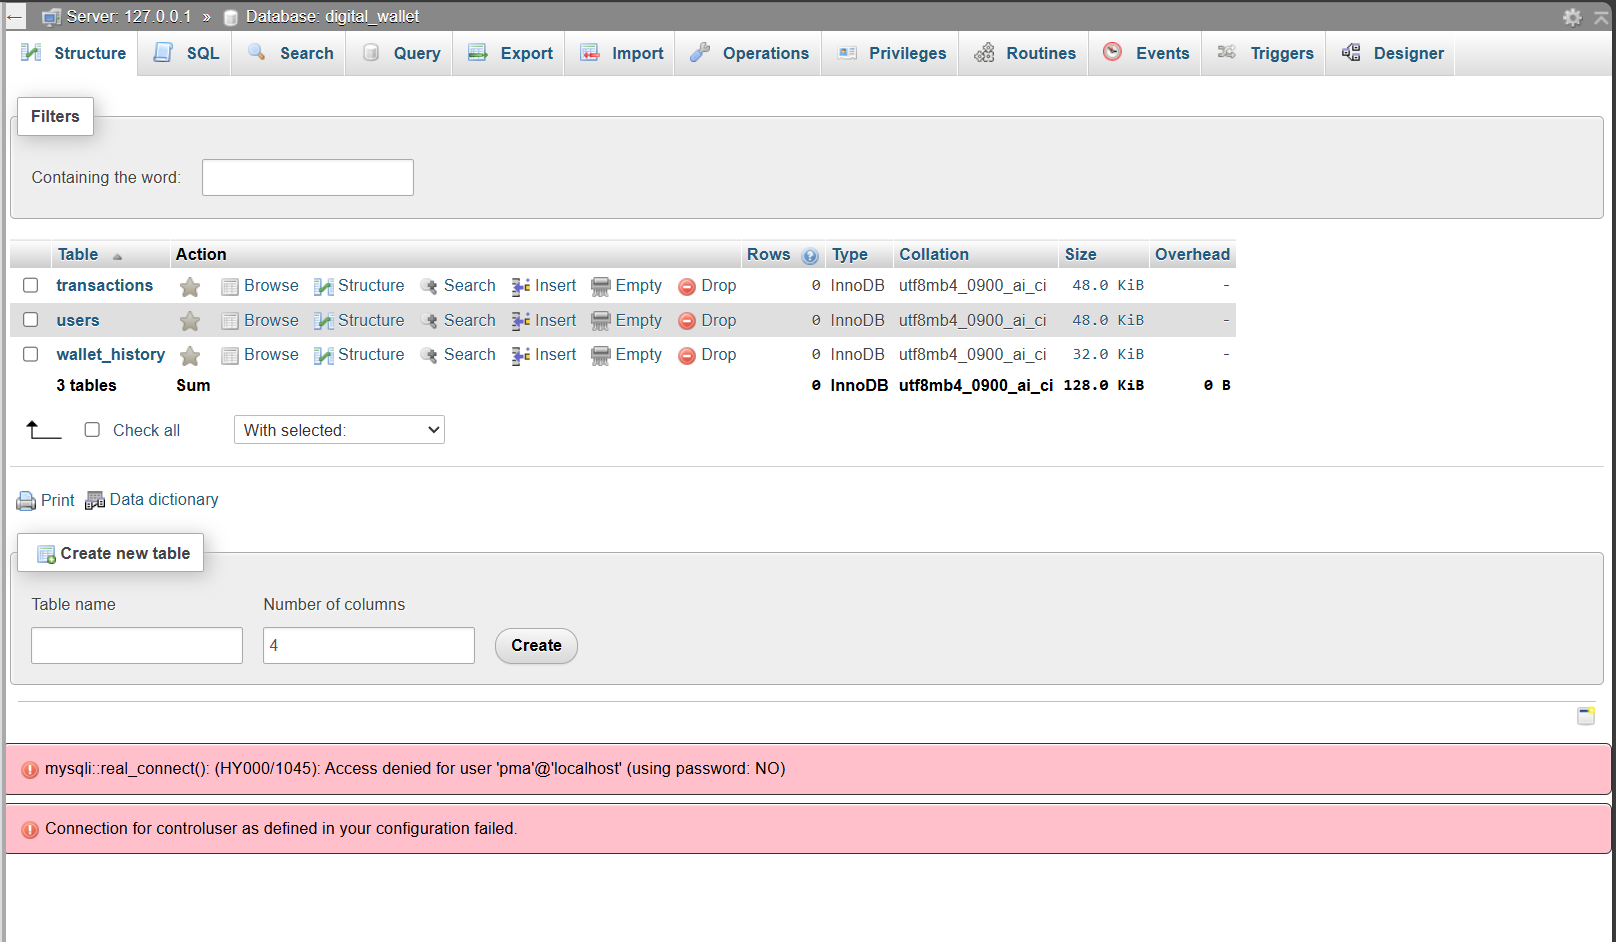 Server: 127.0.0.1 » Database: digital_wallet
Structure SQL Search Query Export Import Operations Privileges Routines Events Triggers Designer
Filters
Containing the word:
Table Action Rows Type Collation Size Overhead
transactions Browse Structure Search Insert Empty Drop 0 InnoDB utf8mb4_0900_ai_ci 48.0 KiB -
users Browse Structure Search Insert Empty Drop 0 InnoDB utf8mb4_0900_ai_ci 48.0 KiB -
wallet_history Browse Structure Search Insert Empty Drop 0 InnoDB utf8mb4_0900_ai_ci 32.0 KiB -
3 tables Sum 0 InnoDB utf8mb4_0900_ai_ci 128.0 KiB 0 B
Check all With selected:
Print Data dictionary
Create new table
Table name Number of columns
4 Create
mysqli::real_connect(): (HY000/1045): Access denied for user 'pma'@'localhost' (using password: NO)
Connection for controluser as defined in your configuration failed.